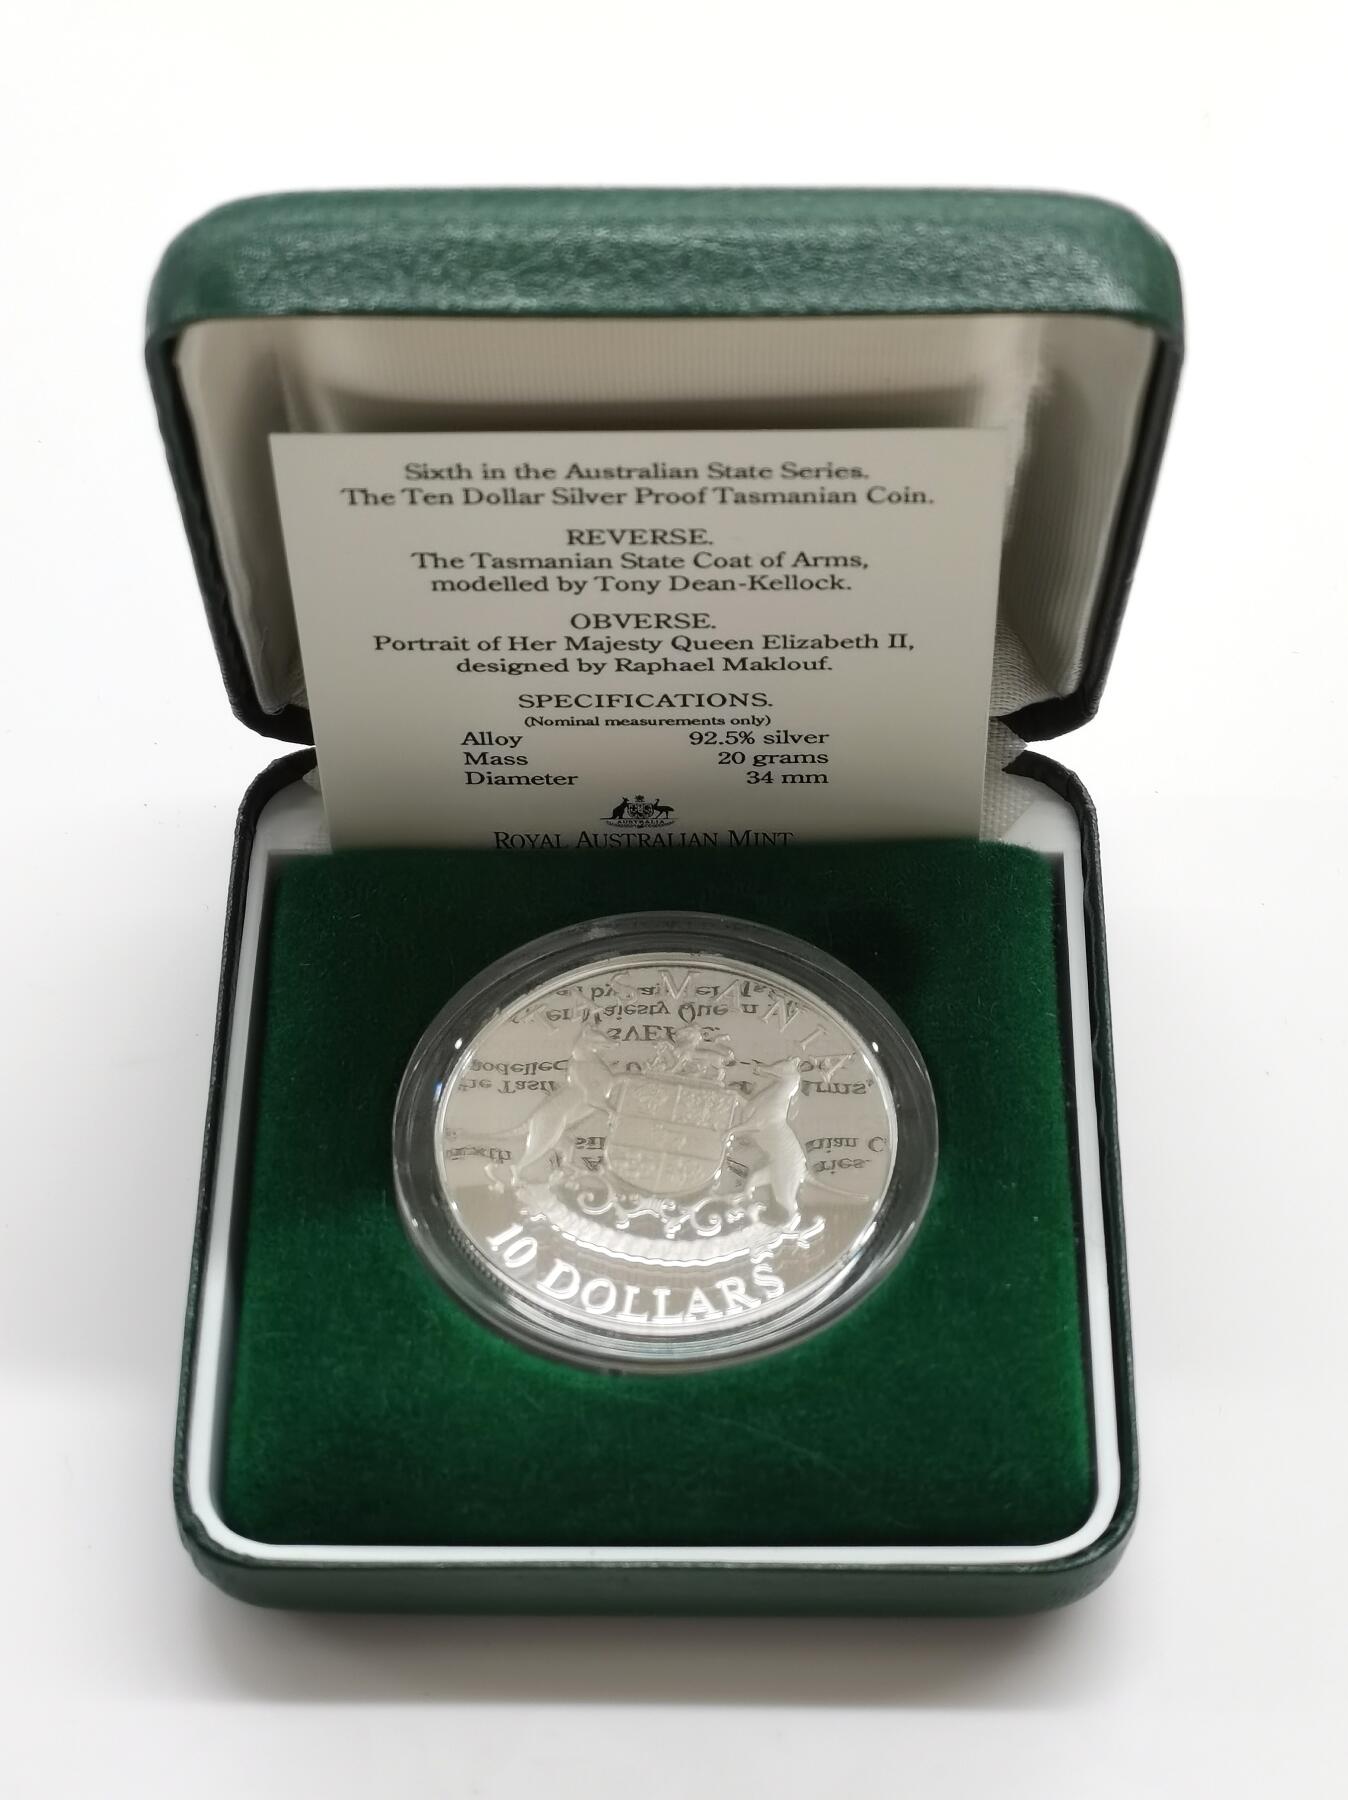 Sixth in the Australian State Series.
The Ten Dollar Silver Proof Tasmanian Coin.
REVERSE.
The Tasmanian State Coat of Arms,
modelled by Tony Dean-Kellock.
OBVERSE.
Portrait of Her Majesty Queen Elizabeth II,
designed by Raphael Maklouf.
SPECIFICATIONS.
(Nominal measurements only)
Alloy 92.5% silver
Mass 20 grams
Diameter 34 mm
AUSTRALIA
ROYAL AUSTRALIAN MINT
TASMANIA
10 DOLLARS